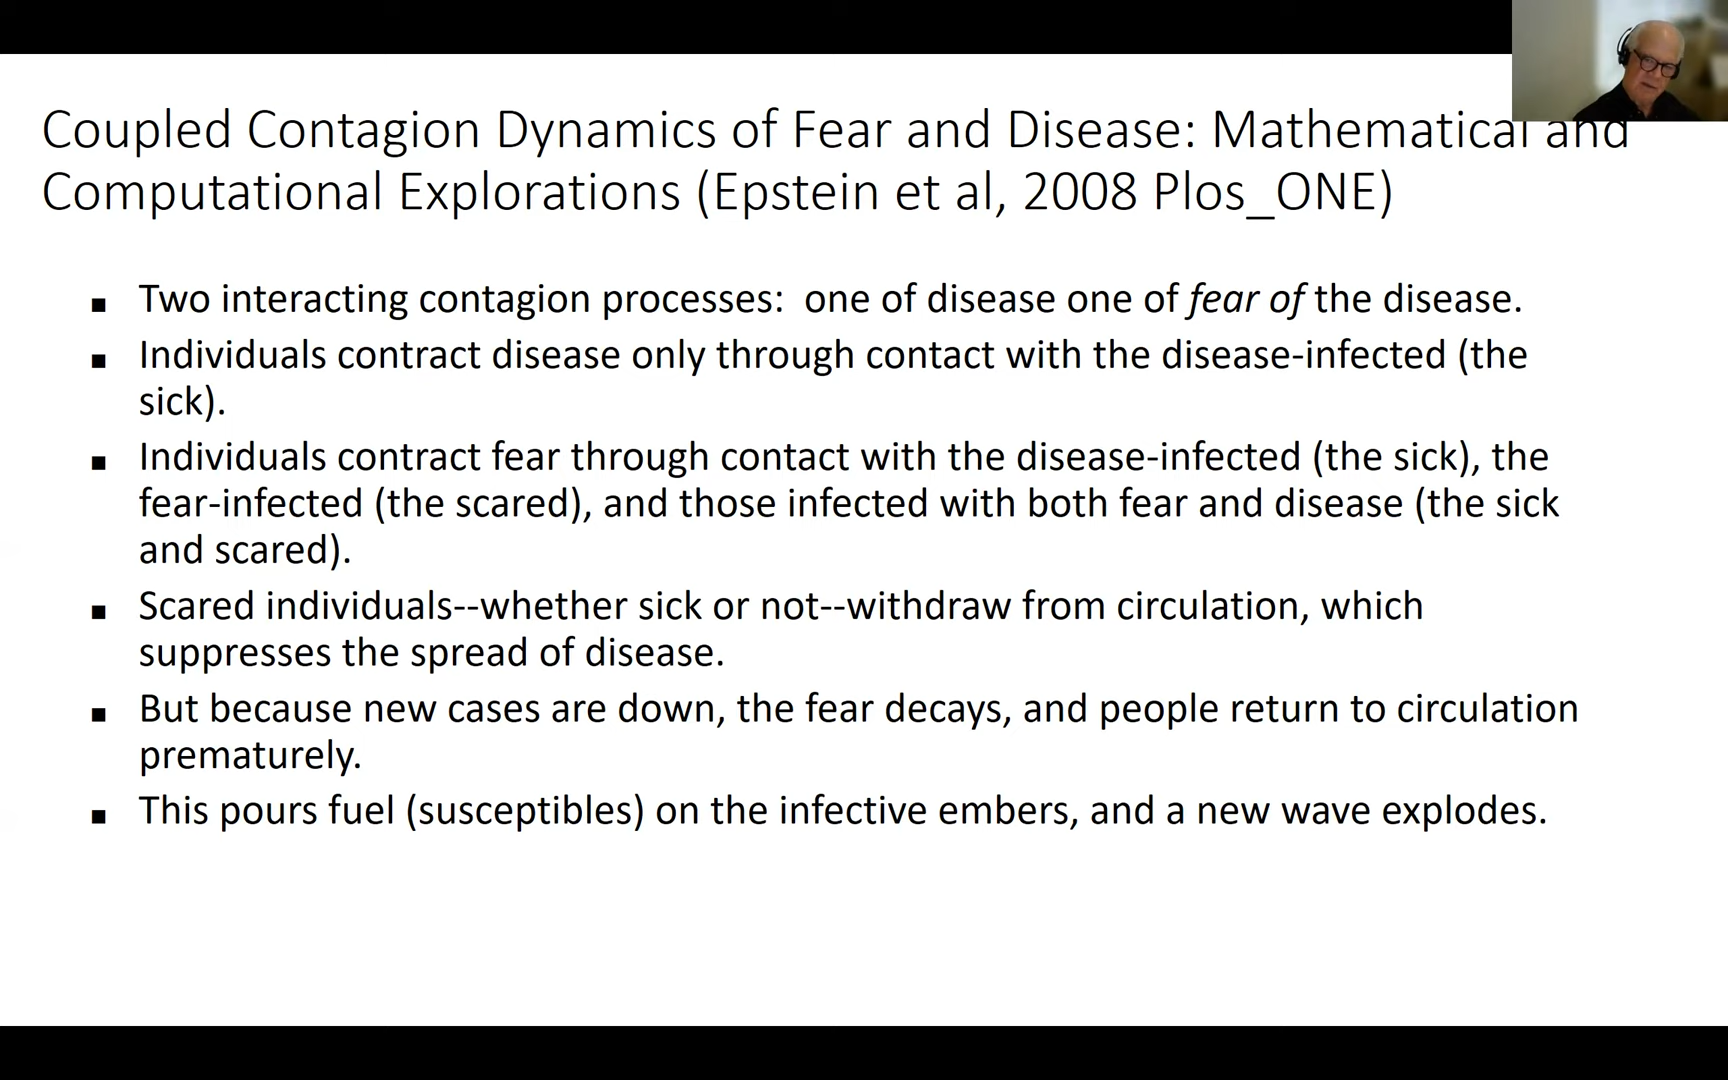 Coupled Contagion Dynamics of Fear and Disease: Mathematical and
Computational Explorations (Epstein et al, 2008 Plos_ONE)
▪ Two interacting contagion processes:  one of disease one of fear of the disease.
▪ Individuals contract disease only through contact with the disease-infected (the
sick).
▪ Individuals contract fear through contact with the disease-infected (the sick), the
fear-infected (the scared), and those infected with both fear and disease (the sick
and scared).
▪ Scared individuals--whether sick or not--withdraw from circulation, which
suppresses the spread of disease.
▪ But because new cases are down, the fear decays, and people return to circulation
prematurely.
▪ This pours fuel (susceptibles) on the infective embers, and a new wave explodes.